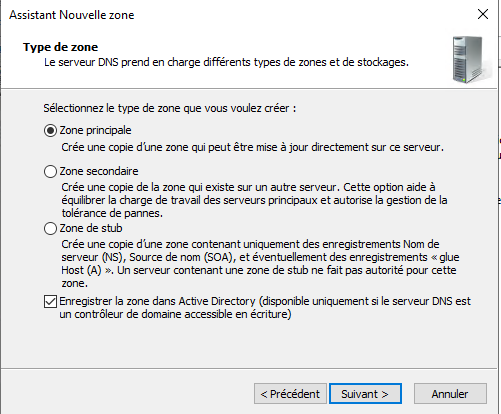 Assistant Nouvelle zone
Type de zone
Le serveur DNS prend en charge différents types de zones et de stockages.
Sélectionnez le type de zone que vous voulez créer :
Zone principale
Crée une copie d'une zone qui peut être mise à jour directement sur ce serveur.
Zone secondaire
Crée une copie de la zone qui existe sur un autre serveur. Cette option aide à
équilibrer la charge de travail des serveurs principaux et autorise la gestion de la
tolérance de pannes.
Zone de stub
Crée une copie d'une zone contenant uniquement des enregistrements Nom de
serveur (NS), Source de nom (SOA), et éventuellement des enregistrements « glue
Host (A) ». Un serveur contenant une zone de stub ne fait pas autorité pour cette
zone.
Enregistrer la zone dans Active Directory (disponible uniquement si le serveur DNS est
un contrôleur de domaine accessible en écriture)
< Précédent
Suivant >
Annuler